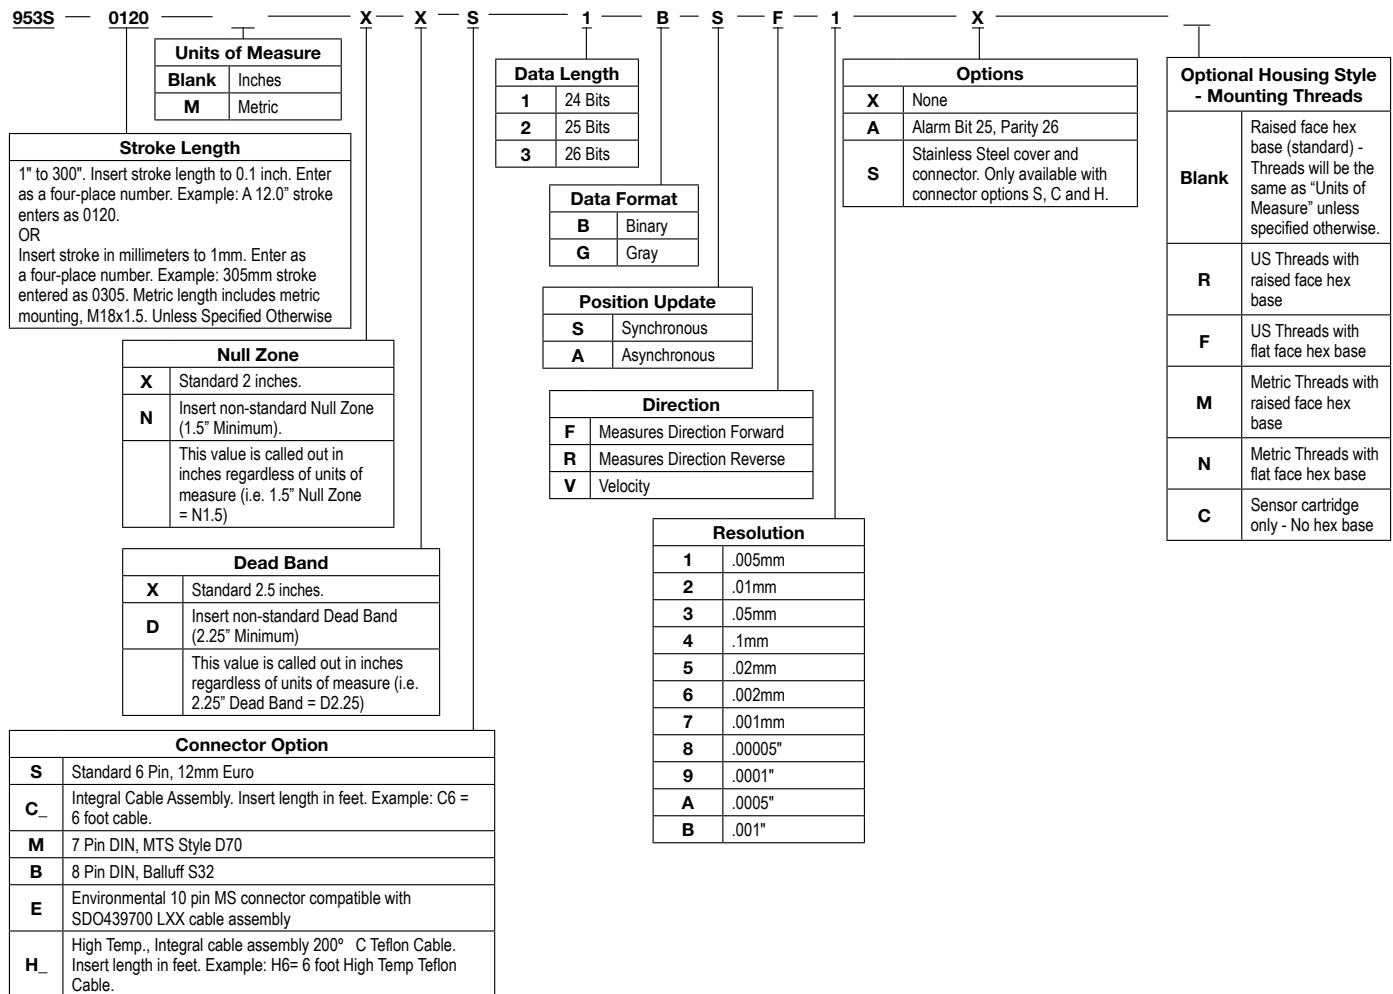 953S 0120 X X S 1 B S F 1 X
Units of Measure
Blank Inches
M Metric
Stroke Length
1" to 300". Insert stroke length to 0.1 inch. Enter
as a four-place number. Example: A 12.0” stroke
enters as 0120.
OR
Insert stroke in millimeters to 1mm. Enter as
a four-place number. Example: 305mm stroke
entered as 0305. Metric length includes metric
mounting, M18x1.5. Unless Specified Otherwise
Null Zone
X Standard 2 inches.
N Insert non-standard Null Zone
(1.5” Minimum).
This value is called out in
inches regardless of units of
measure (i.e. 1.5” Null Zone
= N1.5)
Dead Band
X Standard 2.5 inches.
D Insert non-standard Dead Band
(2.25” Minimum)
This value is called out in inches
regardless of units of measure (i.e.
2.25” Dead Band = D2.25)
Connector Option
S Standard 6 Pin, 12mm Euro
C_ Integral Cable Assembly. Insert length in feet. Example: C6 =
6 foot cable.
M 7 Pin DIN, MTS Style D70
B 8 Pin DIN, Balluff S32
E Environmental 10 pin MS connector compatible with
SDO439700 LXX cable assembly
H_ High Temp., Integral cable assembly 200º C Teflon Cable.
Insert length in feet. Example: H6= 6 foot High Temp Teflon
Cable.
Data Length
1 24 Bits
2 25 Bits
3 26 Bits
Data Format
B Binary
G Gray
Position Update
S Synchronous
A Asynchronous
Direction
F Measures Direction Forward
R Measures Direction Reverse
V Velocity
Resolution
1 .005mm
2 .01mm
3 .05mm
4 .1mm
5 .02mm
6 .002mm
7 .001mm
8 .00005"
9 .0001"
A .0005"
B .001"
Options
X None
A Alarm Bit 25, Parity 26
S Stainless Steel cover and
connector. Only available with
connector options S, C and H.
Optional Housing Style
- Mounting Threads
Blank Raised face hex
base (standard) -
Threads will be the
same as “Units of
Measure” unless
specified otherwise.
R US Threads with
raised face hex
base
F US Threads with
flat face hex base
M Metric Threads with
raised face hex
base
N Metric Threads with
flat face hex base
C Sensor cartridge
only - No hex base